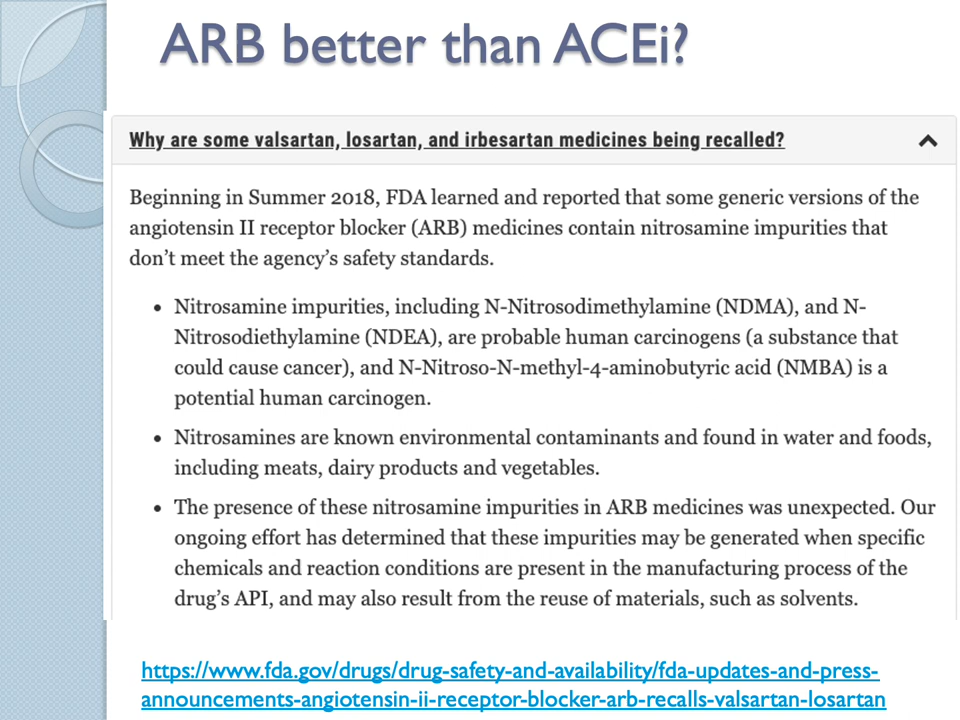 ARB better than ACEi?
Why are some valsartan, losartan, and irbesartan medicines being recalled?
Beginning in Summer 2018, FDA learned and reported that some generic versions of the
angiotensin II receptor blocker (ARB) medicines contain nitrosamine impurities that
don’t meet the agency’s safety standards.
• Nitrosamine impurities, including N-Nitrosodimethylamine (NDMA), and N-
Nitrosodiethylamine (NDEA), are probable human carcinogens (a substance that
could cause cancer), and N-Nitroso-N-methyl-4-aminobutyric acid (NMBA) is a
potential human carcinogen.
• Nitrosamines are known environmental contaminants and found in water and foods,
including meats, dairy products and vegetables.
• The presence of these nitrosamine impurities in ARB medicines was unexpected. Our
ongoing effort has determined that these impurities may be generated when specific
chemicals and reaction conditions are present in the manufacturing process of the
drug’s API, and may also result from the reuse of materials, such as solvents.
https://www.fda.gov/drugs/drug-safety-and-availability/fda-updates-and-press-
announcements-angiotensin-ii-receptor-blocker-arb-recalls-valsartan-losartan